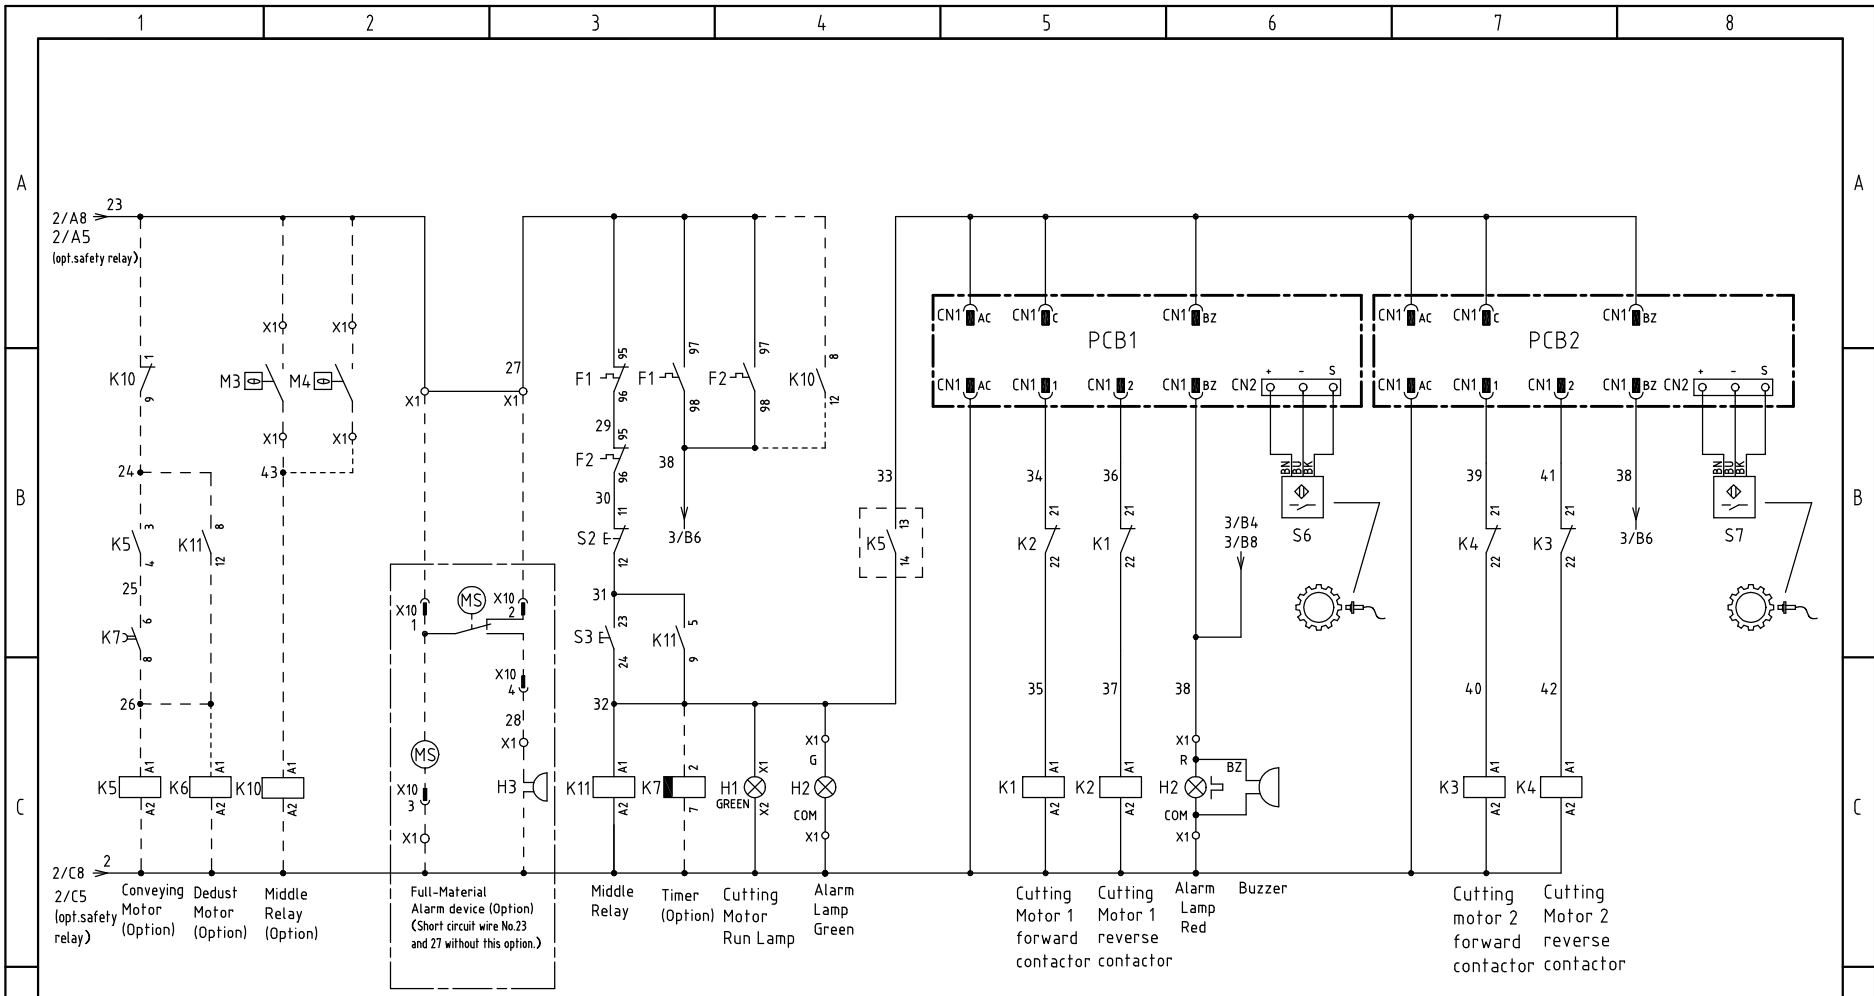 1 2 3 4 5 6 7 8
A A
2/A8 23
2/A5
(opt.safety relay)
X1 X1
CN1 AC CN1 C CN1 BZ CN1 AC CN1 C CN1 BZ
PCB1 PCB2
K10 1 9
M3 M4
27
X1 X1
F1 95 96
F1 97 98
F2 97 98
K10 8 12
CN1 AC CN1 1 CN1 2 CN1 BZ CN2 + - S
CN1 AC CN1 1 CN1 2 CN1 BZ CN2 + - S
X1 X1
29
F2 95 96
24 43 38 33 34 36 39 41 38
BN BU BK
BN BU BK
B B
30
K5 3 4
K11 8 12
S2 11 12
3/B6
K5 13 14
K2 21 22
K1 21 22
3/B4
3/B8
S6
K4 21 22
K3 21 22
3/B6
S7
25
31
X10 1
MS
X10 2
K7 6 8
S3 23 24
K11 5 9
X10 4
26 28 32 35 37 38 40 42
X1
MS
X1 X1
G R BZ
K5 A1 A2
K6 A1 A2
K10 A1 A2
X10 3
H3
K11 A1 A2
K7 2 7
H1 X1 X2
GREEN
H2
COM
K1 A1 A2
K2 A1 A2
H2
COM
K3 A1 A2
K4 A1 A2
C C
X1 X1 X1
2/C8 2
2/C5
(opt.safety
relay)
Conveying
Motor
(Option)
Dedust
Motor
(Option)
Middle
Relay
(Option)
Full-Material
Alarm device (Option)
(Short circuit wire No.23
and 27 without this option.)
Middle
Relay
Timer
(Option)
Cutting
Motor
Run Lamp
Alarm
Lamp
Green
Cutting
Motor 1
forward
contactor
Cutting
Motor 1
reverse
contactor
Alarm
Lamp
Red
Buzzer
Cutting
motor 2
forward
contactor
Cutting
Motor 2
reverse
contactor